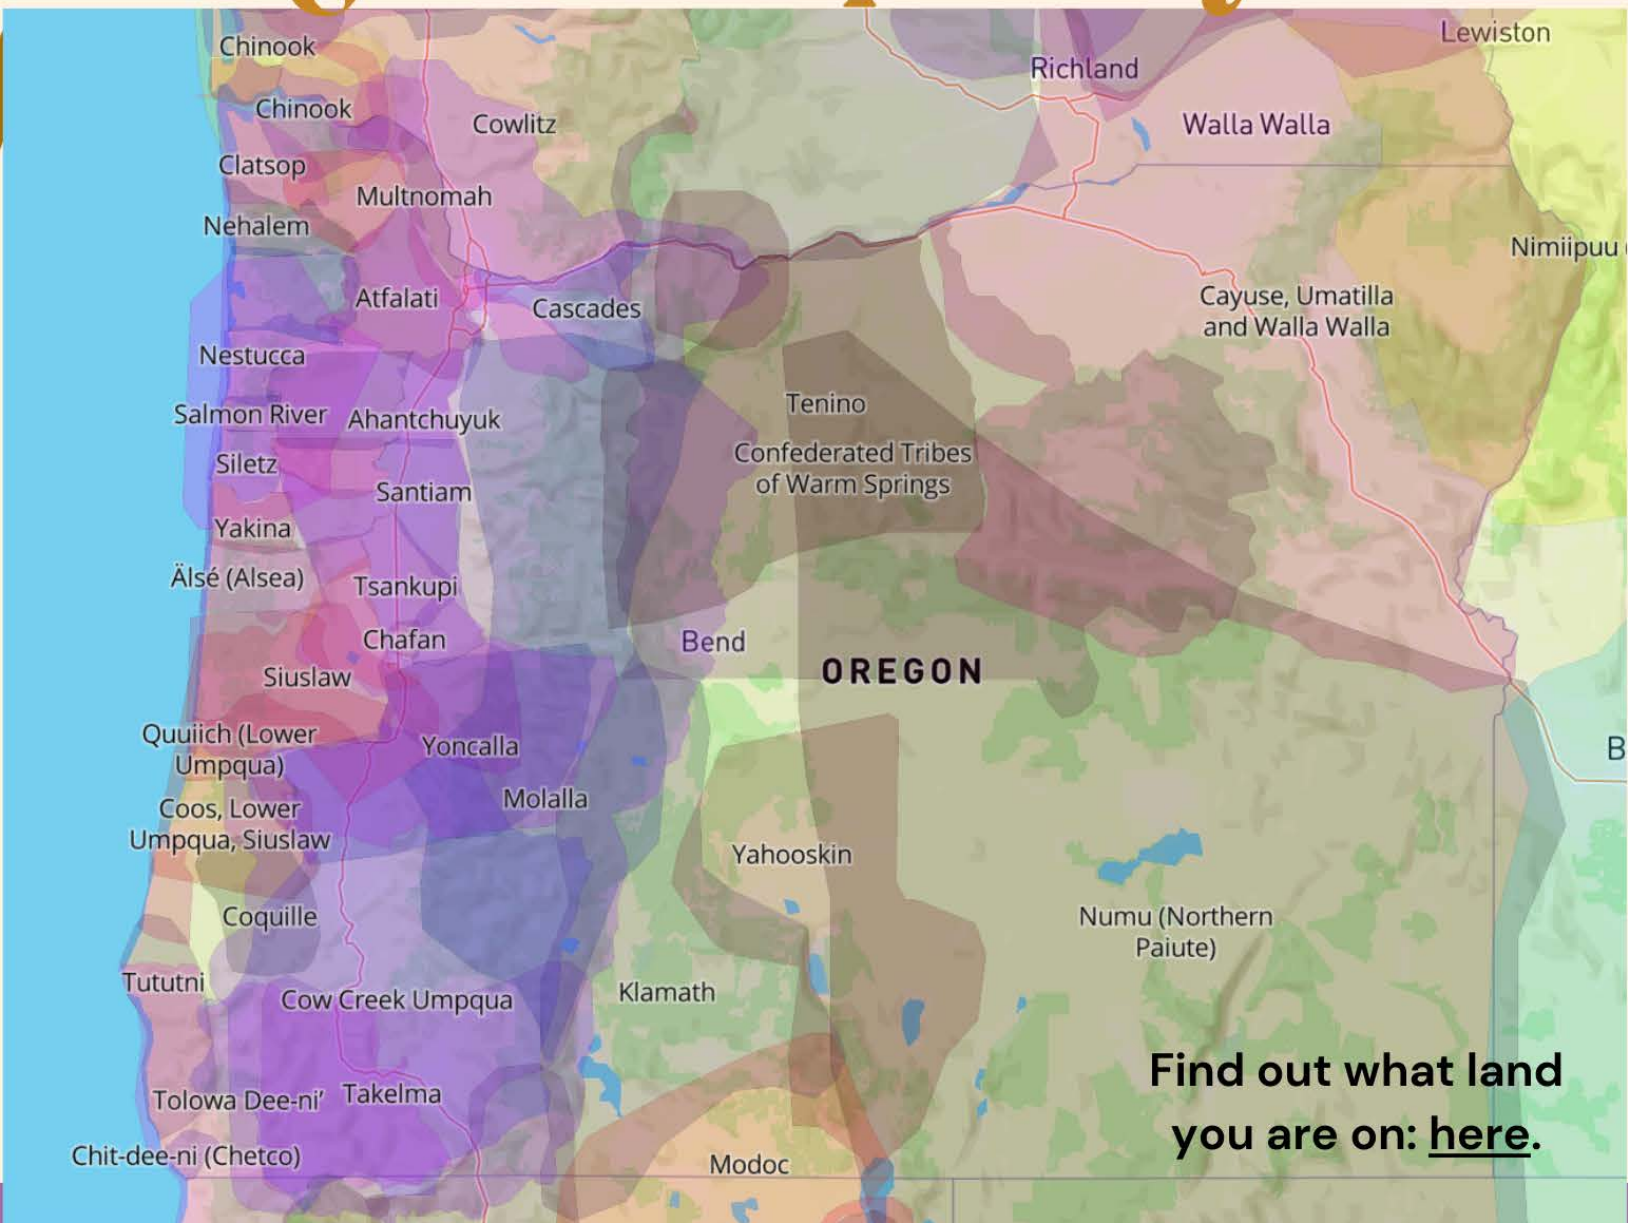 Chinook
Lewiston
Richland
Chinook
Cowlitz
Walla Walla
Clatsop
Multnomah
Nehalem
Nimiipuu
Atfalati
Cascades
Cayuse, Umatilla
and Walla Walla
Nestucca
Salmon River
Ahantchuyuk
Tenino
Siletz
Confederated Tribes
of Warm Springs
Santiam
Yakina
Älsé (Alsea)
Tsankupi
Chafan
Bend
OREGON
Siuslaw
Quuiich (Lower
Umpqua)
Yoncalla
B
Molalla
Coos, Lower
Umpqua, Siuslaw
Yahooskin
Coquille
Numu (Northern
Paiute)
Tututni
Cow Creek Umpqua
Klamath
Tolowa Dee-ni’
Takelma
Find out what land
you are on: here.
Chit-dee-ni (Chetco)
Modoc